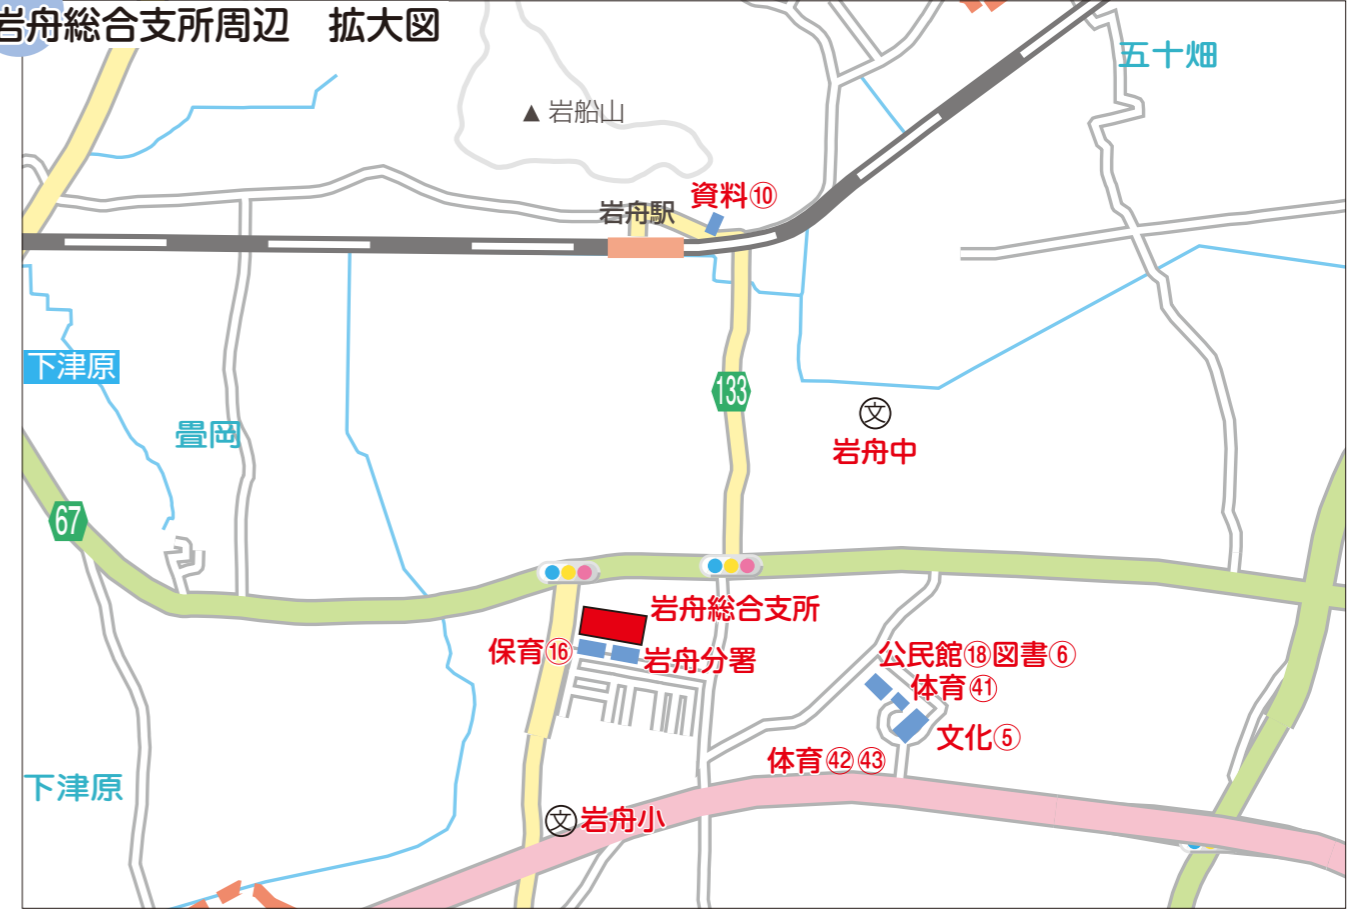 岩舟総合支所周辺　拡大図
五十畑
▲ 岩船山
資料⑩
岩舟駅
下津原
133
畳岡
文
岩舟中
67
岩舟総合支所
保育⑯
岩舟分署
公民館⑱図書⑥
体育㊶
文化⑤
体育㊷㊸
下津原
文 岩舟小